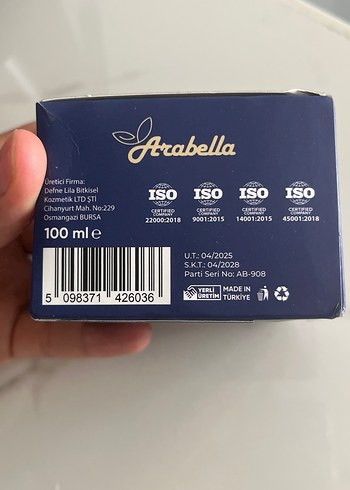 Arabella
Üretici Firma:
Defne Lila Bitkisel
Kozmetik LTD ŞTİ
Cihanyurt Mah. No:229
Osmangazi BURSA
100 ml e
ISO
CERTIFIED
COMPANY
22000:2018
ISO
CERTIFIED
COMPANY
9001:2015
ISO
CERTIFIED
COMPANY
14001:2015
ISO
CERTIFIED
COMPANY
45001:2018
5 098371 426036
U.T.: 04/2025
S.K.T.: 04/2028
Parti Seri No: AB-908
YERLİ
ÜRETİM
MADE IN
TÜRKİYE